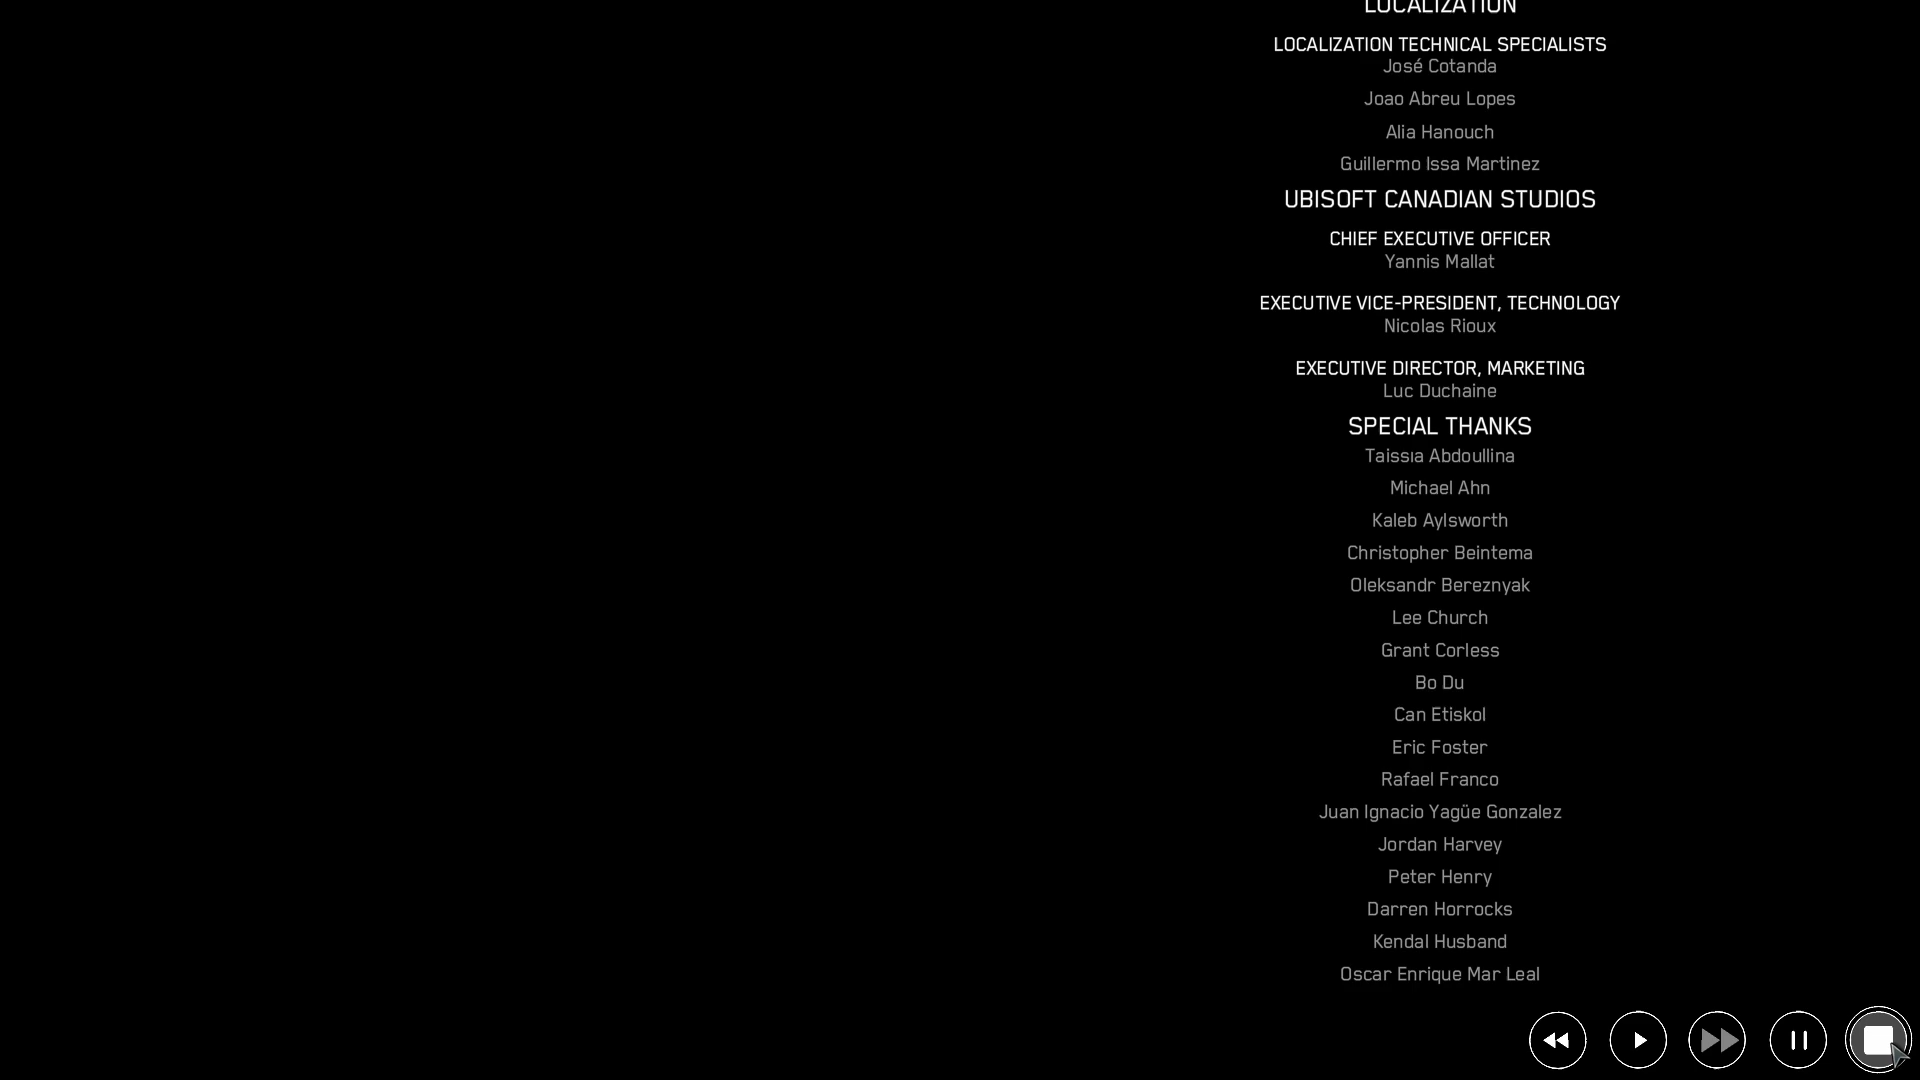 LOCALIZATION
LOCALIZATION TECHNICAL SPECIALISTS
José Cotanda
Joao Abreu Lopes
Alia Hanouch
Guillermo Issa Martinez
UBISOFT CANADIAN STUDIOS
CHIEF EXECUTIVE OFFICER
Yannis Mallat
EXECUTIVE VICE-PRESIDENT, TECHNOLOGY
Nicolas Rioux
EXECUTIVE DIRECTOR, MARKETING
Luc Duchaine
SPECIAL THANKS
Taissia Abdoullina
Michael Ahn
Kaleb Aylsworth
Christopher Beintema
Oleksandr Bereznyak
Lee Church
Grant Corless
Bo Du
Can Etiskol
Eric Foster
Rafael Franco
Juan Ignacio Yagüe Gonzalez
Jordan Harvey
Peter Henry
Darren Horrocks
Kendal Husband
Oscar Enrique Mar Leal